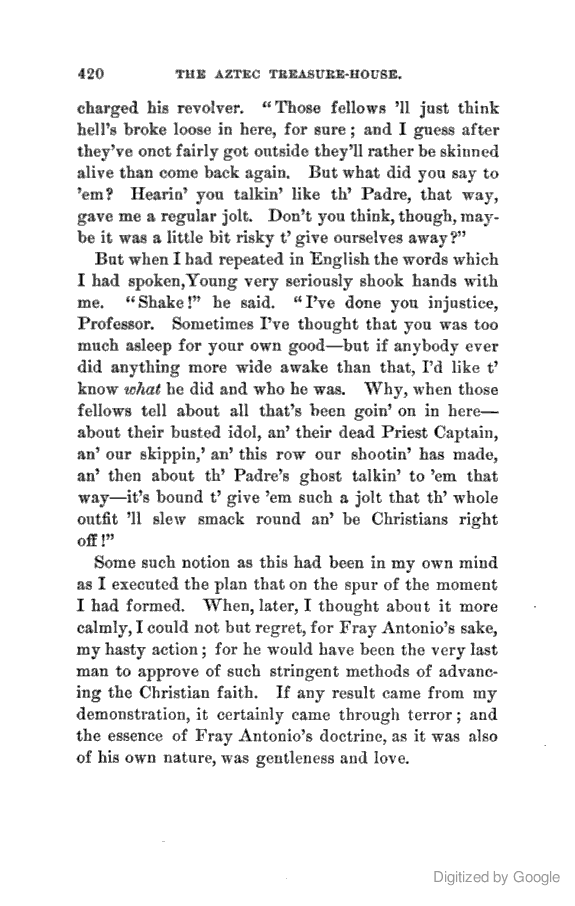 420 THE AZTEC TREASURE-HOUSE.
charged his revolver. “Those fellows ’ll just think
hell’s broke loose in here, for sure; and I guess after
they’ve onct fairly got outside they’ll rather be skinned
alive than come back again. But what did you say to
’em? Hearin’ you talkin’ like th’ Padre, that way,
gave me a regular jolt. Don’t you think, though, may-
be it was a little bit risky t’ give ourselves away?”
But when I had repeated in English the words which
I had spoken, Young very seriously shook hands with
me. “Shake!” he said. “I’ve done you injustice,
Professor. Sometimes I’ve thought that you was too
much asleep for your own good—but if anybody ever
did anything more wide awake than that, I’d like t’
know what he did and who he was. Why, when those
fellows tell about all that’s been goin’ on in here—
about their busted idol, an’ their dead Priest Captain,
an’ our skippin,’ an’ this row our shootin’ has made,
an’ then about th’ Padre’s ghost talkin’ to ’em that
way—it’s bound t’ give ’em such a jolt that th’ whole
outfit ’ll slew smack round an’ be Christians right
off!”
Some such notion as this had been in my own mind
as I executed the plan that on the spur of the moment
I had formed. When, later, I thought about it more
calmly, I could not but regret, for Fray Antonio’s sake,
my hasty action; for he would have been the very last
man to approve of such stringent methods of advanc-
ing the Christian faith. If any result came from my
demonstration, it certainly came through terror; and
the essence of Fray Antonio’s doctrine, as it was also
of his own nature, was gentleness and love.
Digitized by Google